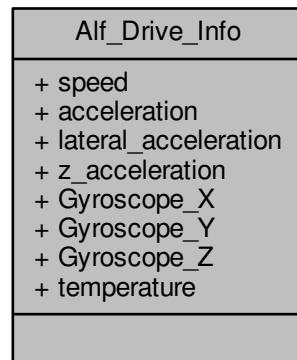 Alf_Drive_Info
+ speed
+ acceleration
+ lateral_acceleration
+ z_acceleration
+ Gyroscope_X
+ Gyroscope_Y
+ Gyroscope_Z
+ temperature